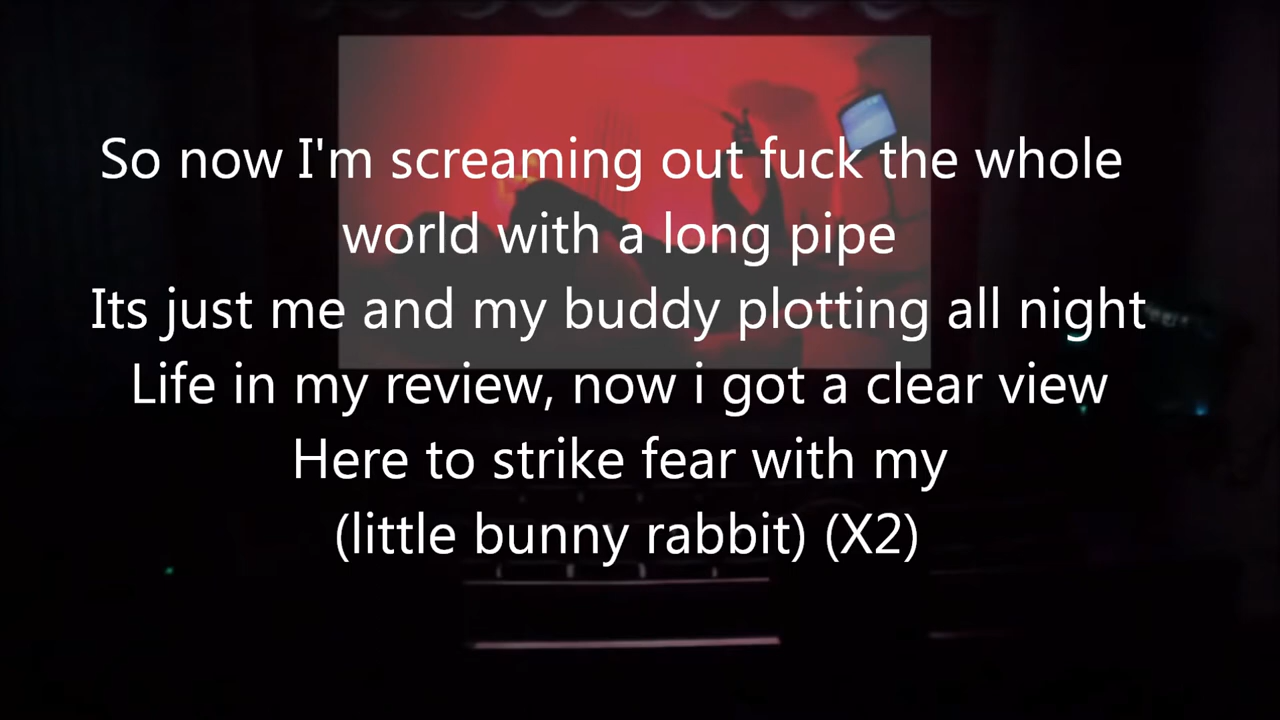 So now I'm screaming out fuck the whole
world with a long pipe
Its just me and my buddy plotting all night
Life in my review, now i got a clear view
Here to strike fear with my
(little bunny rabbit) (X2)